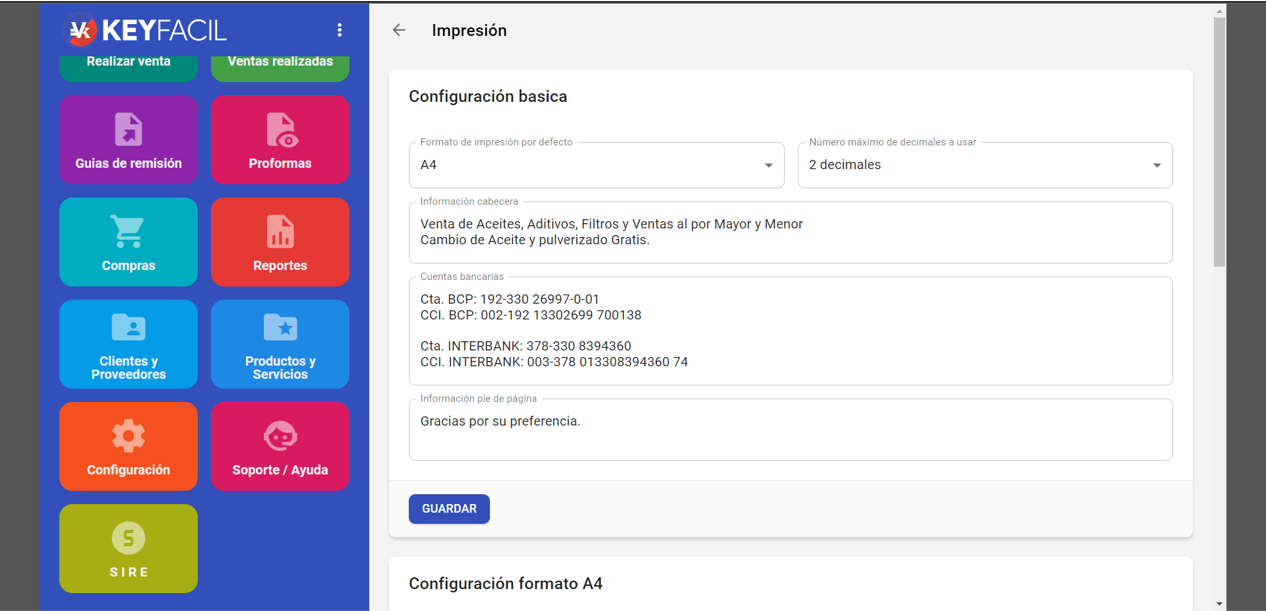 KEYFACIL
Realizar venta
Ventas realizadas
Guias de remisión
Proformas
Compras
Reportes
Clientes y
Proveedores
Productos y
Servicios
Configuración
Soporte / Ayuda
S
SIRE
Impresión
Configuración basica
Formato de impresión por defecto
A4
Número máximo de decimales a usar
2 decimales
Información cabecera
Venta de Aceites, Aditivos, Filtros y Ventas al por Mayor y Menor
Cambio de Aceite y pulverizado Gratis.
Cuentas bancarias
Cta. BCP: 192-330 26997-0-01
CCI. BCP: 002-192 13302699 700138
Cta. INTERBANK: 378-330 8394360
CCI. INTERBANK: 003-378 013308394360 74
Información pie de página
Gracias por su preferencia.
GUARDAR
Configuración formato A4